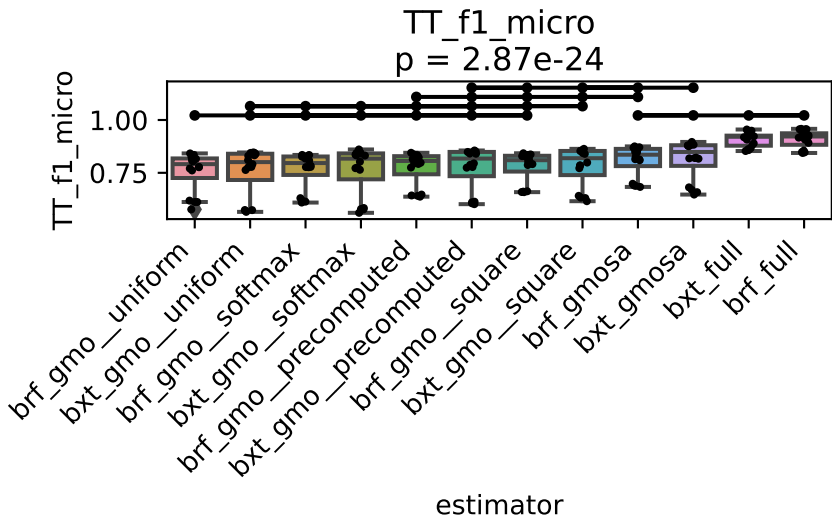 TT_f1_micro
p = 2.87e-24
TT_f1_micro
1.00
0.75
brf_gmo__uniform
bxt_gmo__uniform
brf_gmo__softmax
bxt_gmo__softmax
brf_gmo__precomputed
bxt_gmo__precomputed
brf_gmo__square
bxt_gmo__square
brf_gmosa
bxt_gmosa
bxt_full
brf_full
estimator